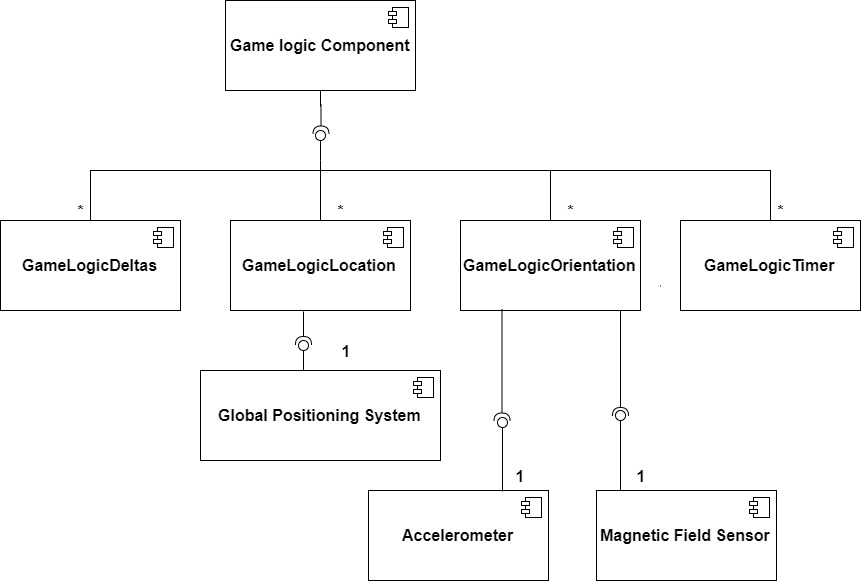 Game logic Component
* * * *
GameLogicDeltas GameLogicLocation GameLogicOrientation GameLogicTimer
1
Global Positioning System
1 1
Accelerometer Magnetic Field Sensor